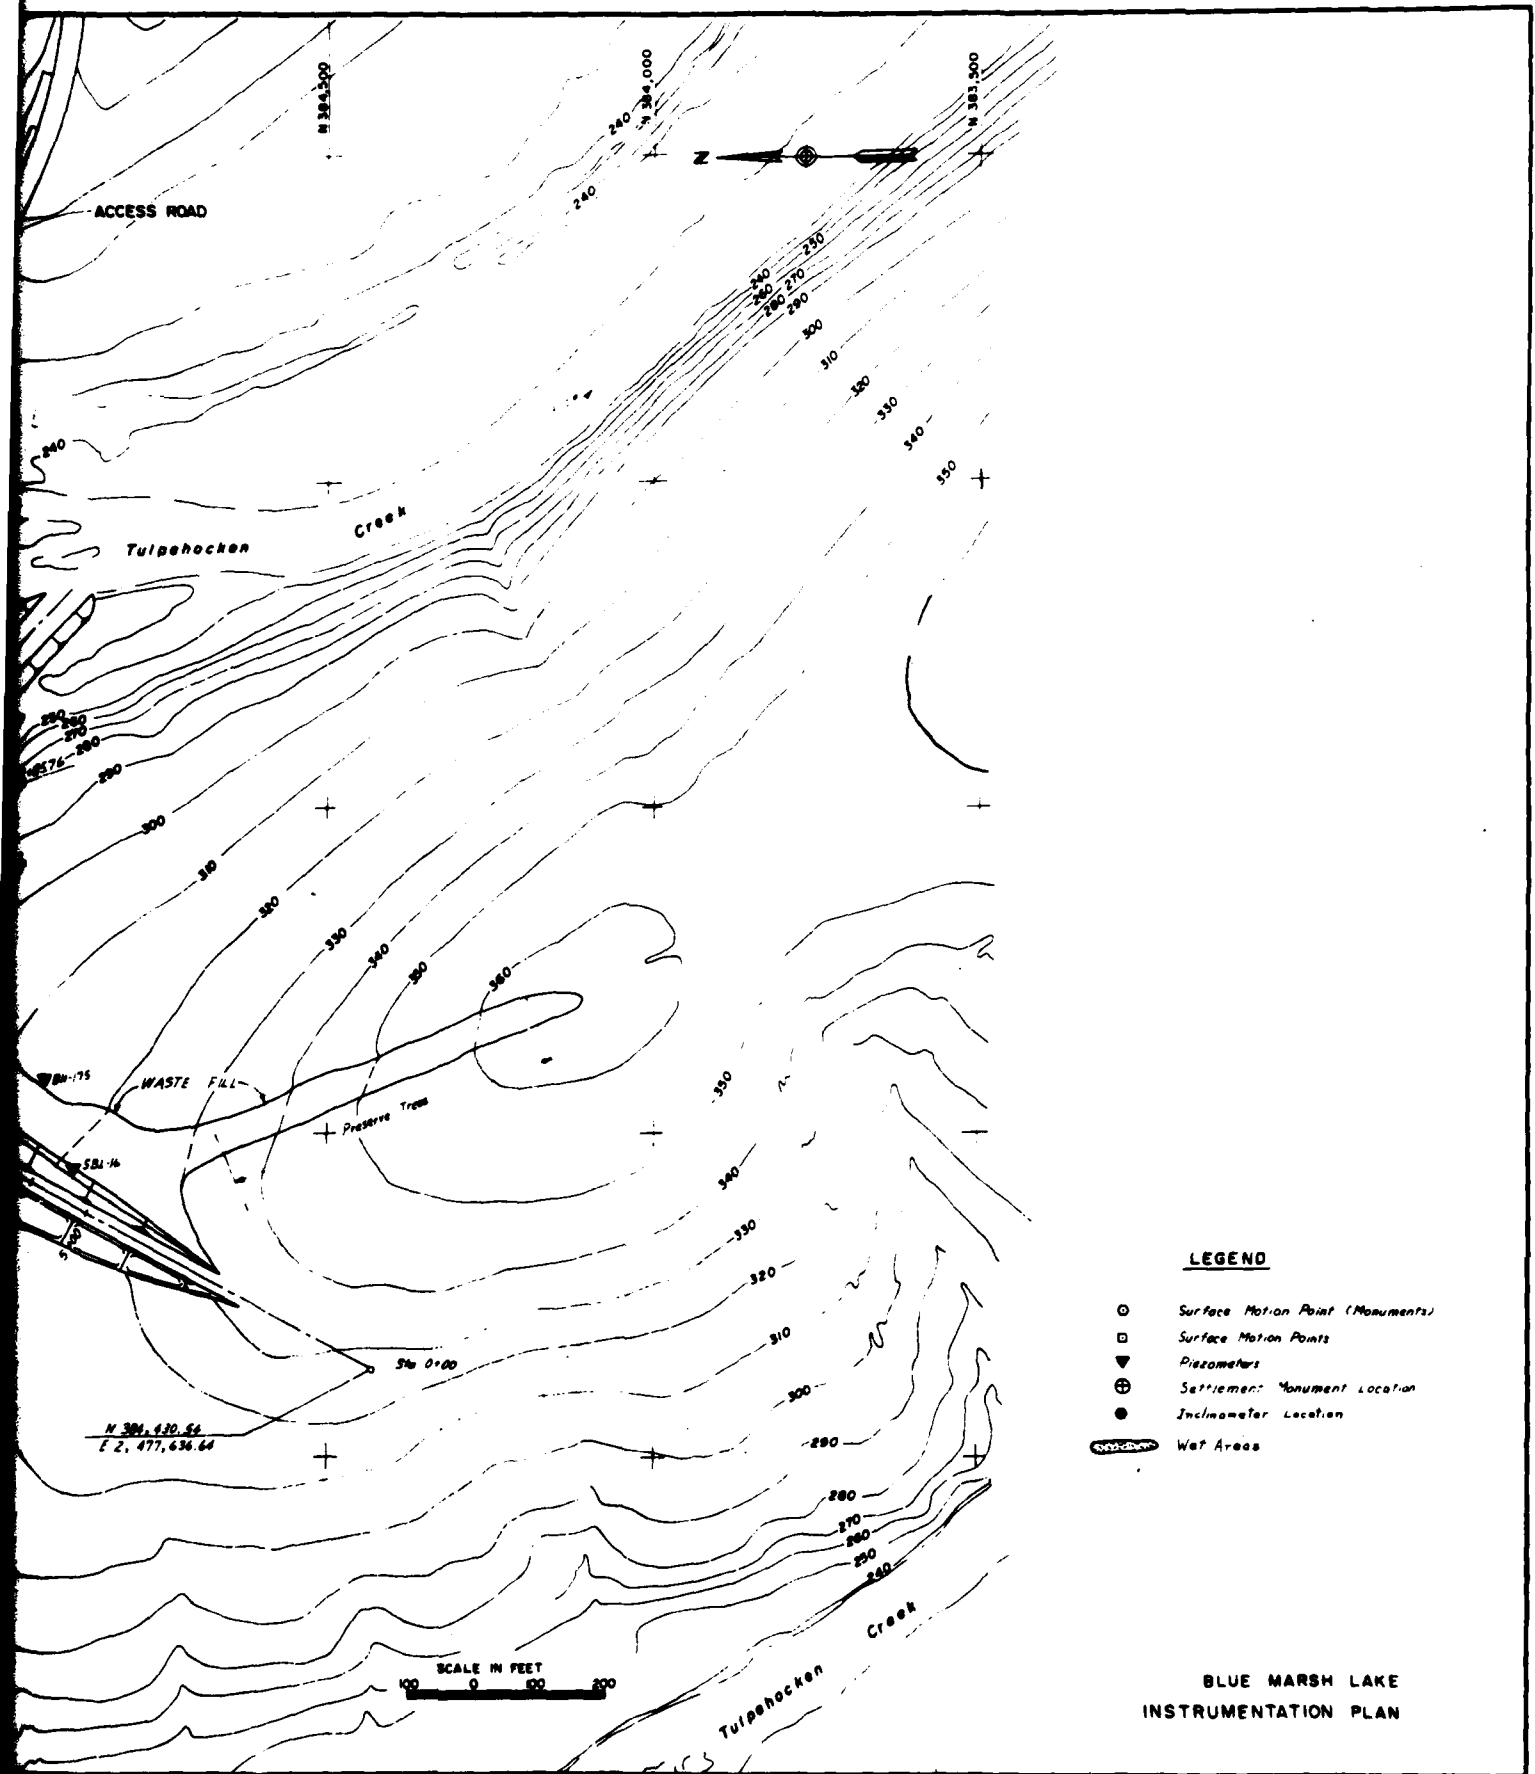 N 384,500
N 384,000
N 383,500
240
Z
240
ACCESS ROAD
250
240
270
260
280
290
300
310
320
330
340
350
240
Creek
Tulpehocken
250
260
270
280
290
300
310
320
330
340
350
360
350
BH-175
WASTE FILL
Preserve Trees
340
330
320
310
300
290
280
270
260
250
240
Sta 0+00
N 384,430.54
E 2,477,636.64
Creek
Tulpehocken
SCALE IN FEET
100 0 100 200
LEGEND
Surface Motion Point (Monuments)
Surface Motion Points
Piezometers
Settlement Monument Location
Inclinometer Location
Wet Areas
BLUE MARSH LAKE
INSTRUMENTATION PLAN